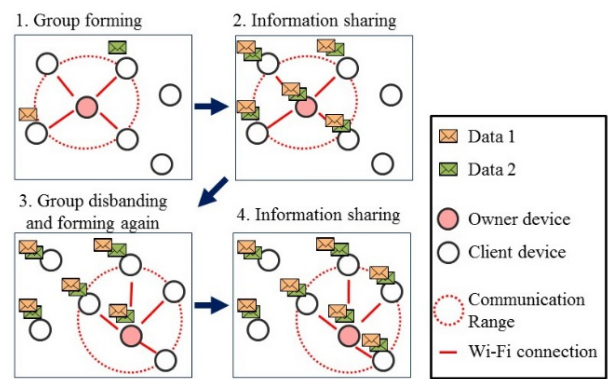 1. Group forming
2. Information sharing
3. Group disbanding
and forming again
4. Information sharing
Data 1
Data 2
Owner device
Client device
Communication
Range
Wi-Fi connection